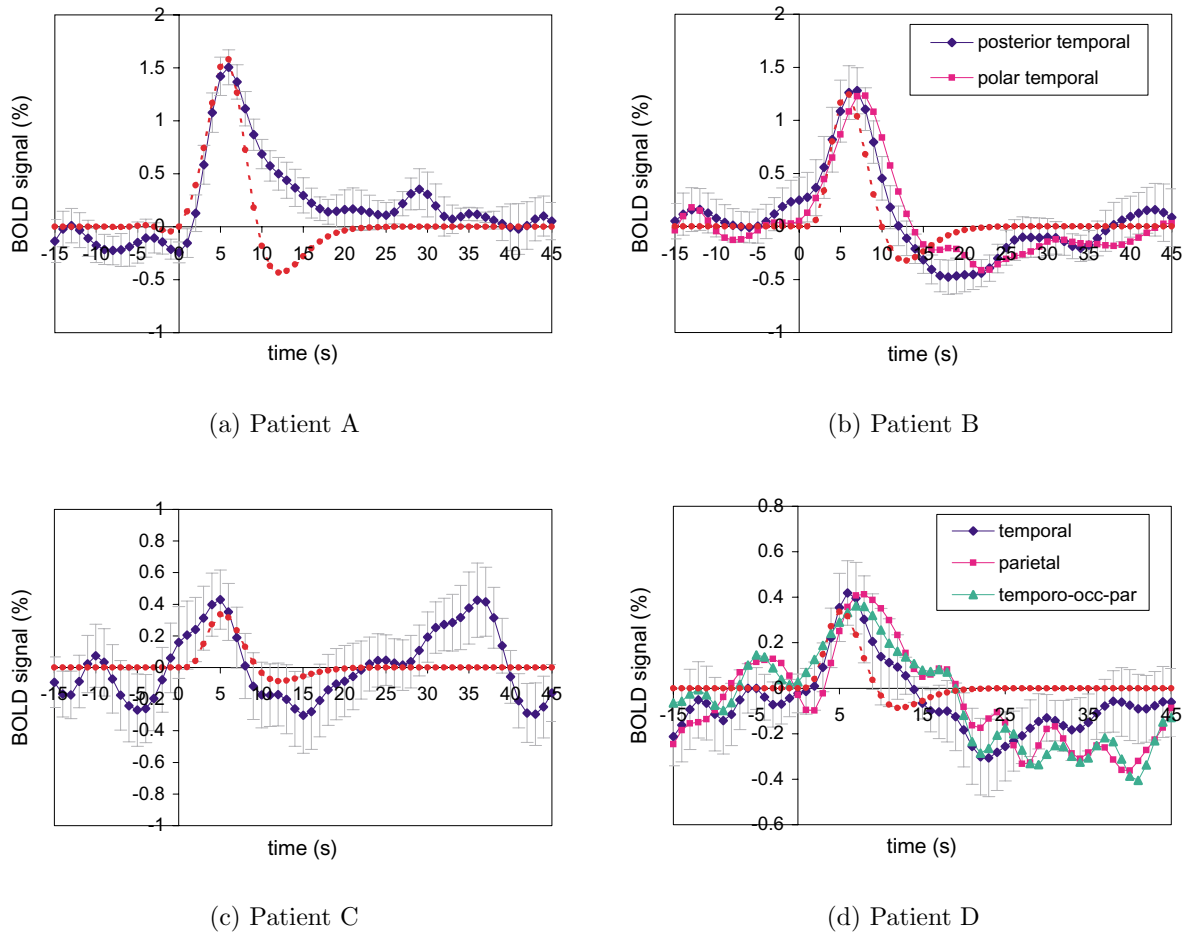 2
1.5
1
0.5
0
-0.5
-1
-15 -10 -5 0 5 10 15 20 25 30 35 40 45
BOLD signal (%)
time (s)
(a) Patient A
2
1.5
1
0.5
0
-0.5
-1
-15 -10 -5 0 5 10 15 20 25 30 35 40 45
BOLD signal (%)
time (s)
posterior temporal
polar temporal
(b) Patient B
1
0.8
0.6
0.4
0.2
0
-0.2
-0.4
-0.6
-0.8
-1
-15 -10 -5 0 5 10 15 20 25 30 35 40 45
BOLD signal (%)
time (s)
(c) Patient C
0.8
0.6
0.4
0.2
0
-0.2
-0.4
-0.6
-15 -5 5 15 25 35 45
BOLD signal (%)
time (s)
temporal
parietal
temporo-occ-par
(d) Patient D